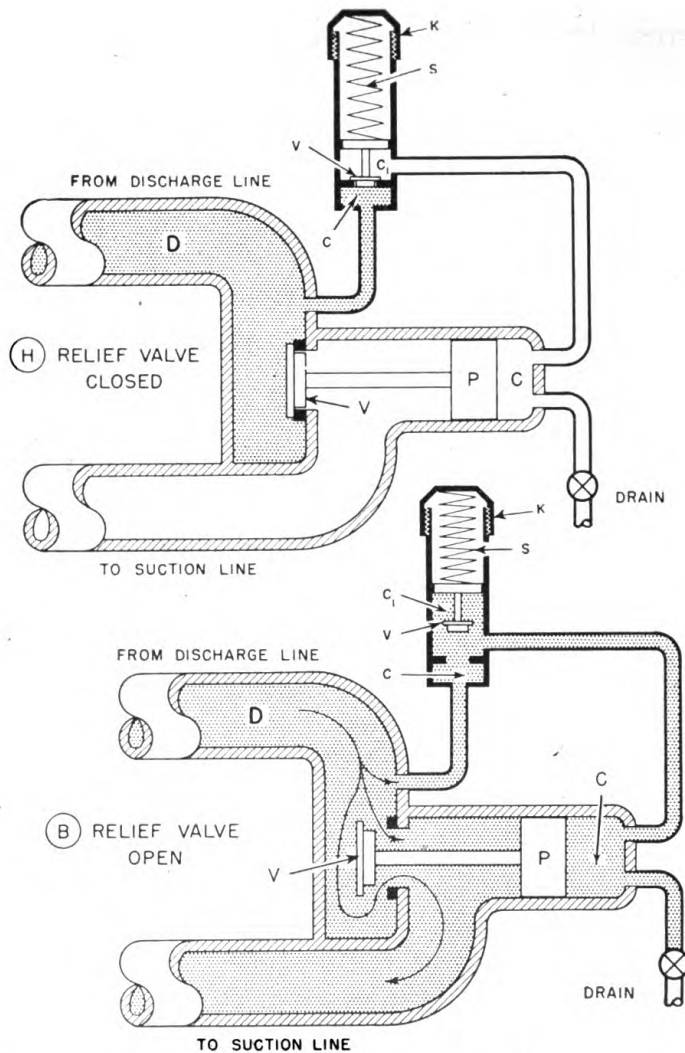 K
S
V
C₁
FROM DISCHARGE LINE
C
D
H RELIEF VALVE
CLOSED
P
C
V
DRAIN
K
S
TO SUCTION LINE
C₁
V
FROM DISCHARGE LINE
C
D
C
B RELIEF VALVE
OPEN
V
P
DRAIN
TO SUCTION LINE